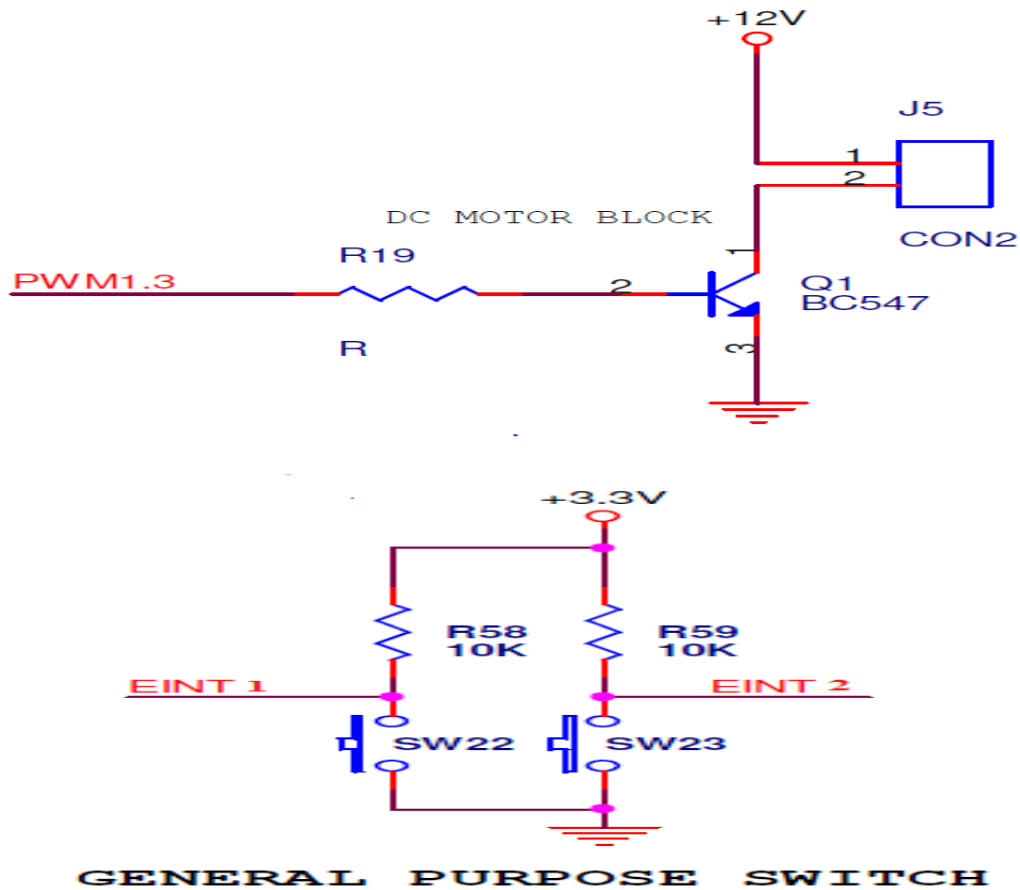 +12V
J5
1
2
CON2
DC MOTOR BLOCK
R19
PWM1.3
R
2
1
Q1
BC547
3
+3.3V
R58
10K
R59
10K
EINT 1
EINT 2
SW22
SW23
GENERAL PURPOSE SWITCH